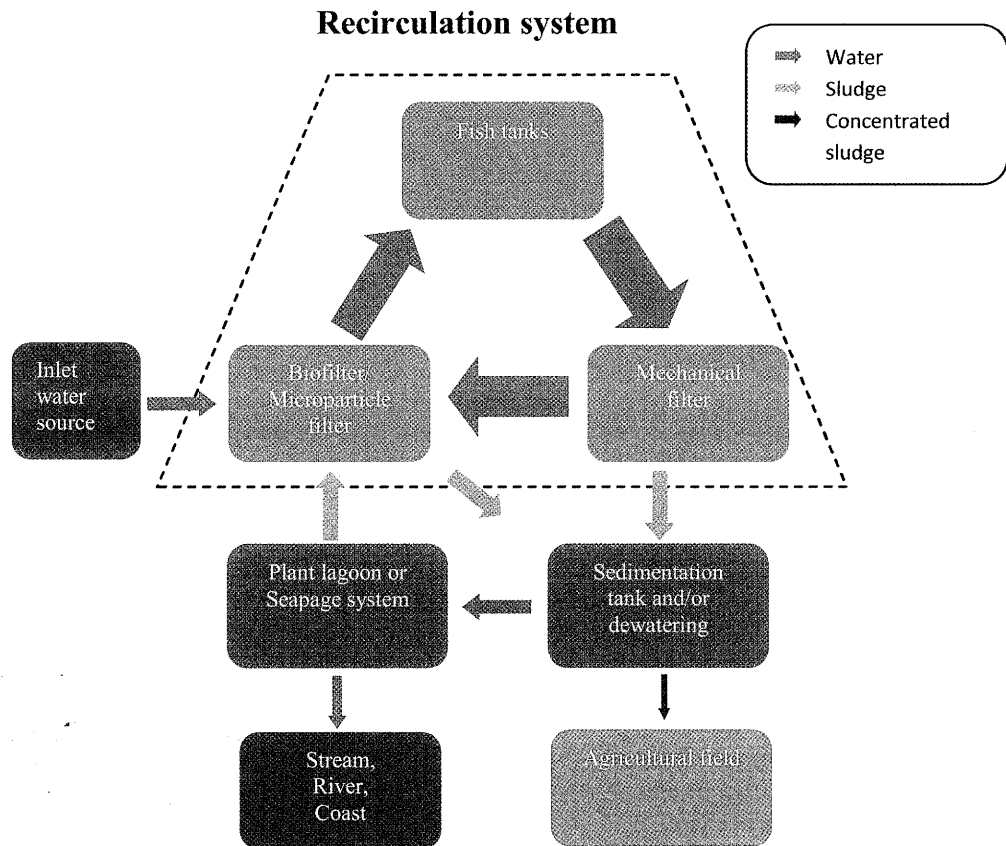 Recirculation system
Water
Sludge
Concentrated
sludge
Fish tanks
Inlet
water
source
Biofilter/
Microparticle
filter
Mechanical
filter
Plant lagoon or
Seapage system
Sedimentation
tank and/or
dewatering
Stream,
River,
Coast
Agricultural field